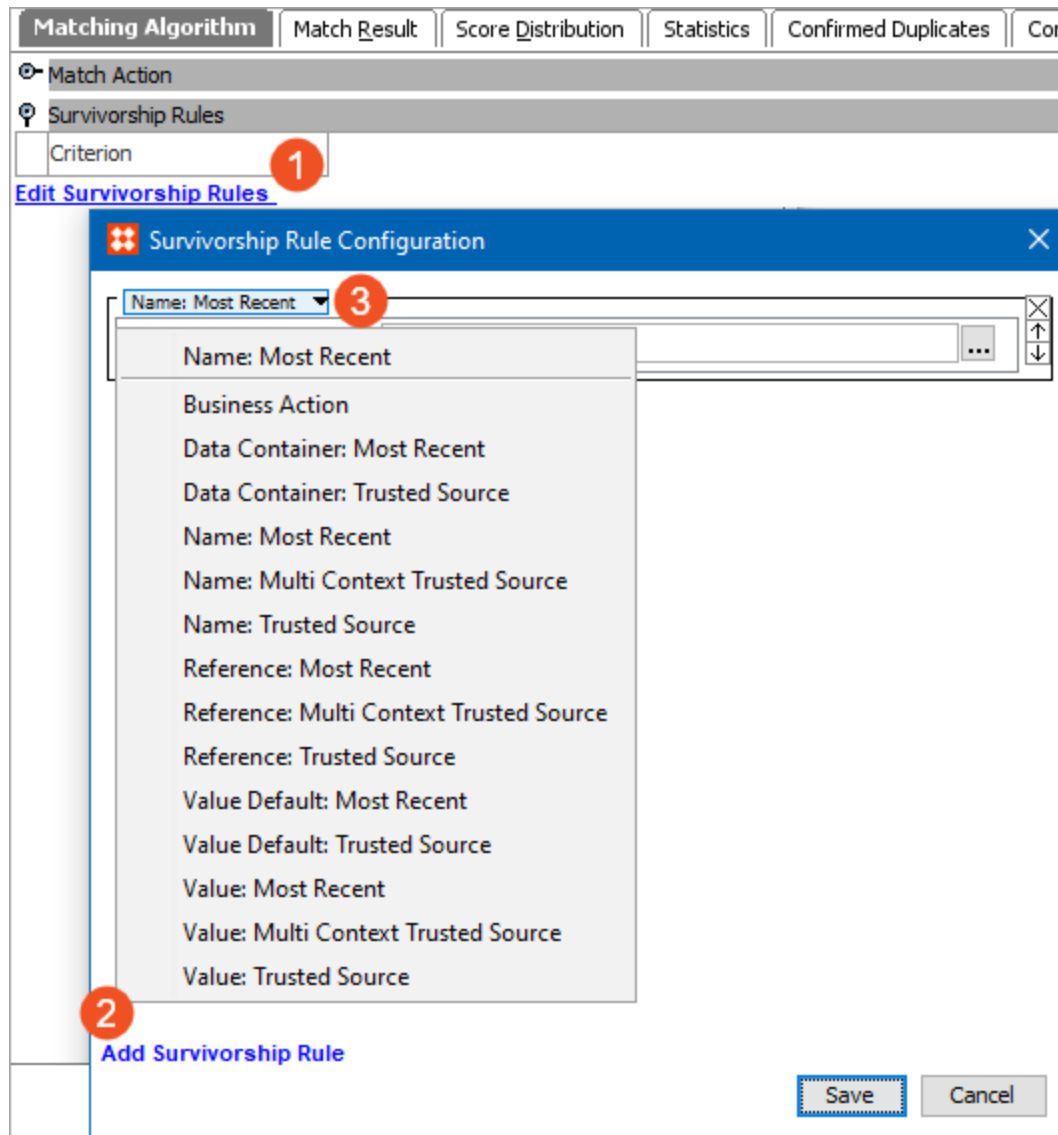 Matching Algorithm Match Result Score Distribution Statistics Confirmed Duplicates Cor
Match Action
Survivorship Rules
Criterion
1
Edit Survivorship Rules
Survivorship Rule Configuration
Name: Most Recent
3
...
Name: Most Recent
Business Action
Data Container: Most Recent
Data Container: Trusted Source
Name: Most Recent
Name: Multi Context Trusted Source
Name: Trusted Source
Reference: Most Recent
Reference: Multi Context Trusted Source
Reference: Trusted Source
Value Default: Most Recent
Value Default: Trusted Source
Value: Most Recent
Value: Multi Context Trusted Source
Value: Trusted Source
2
Add Survivorship Rule
Save Cancel